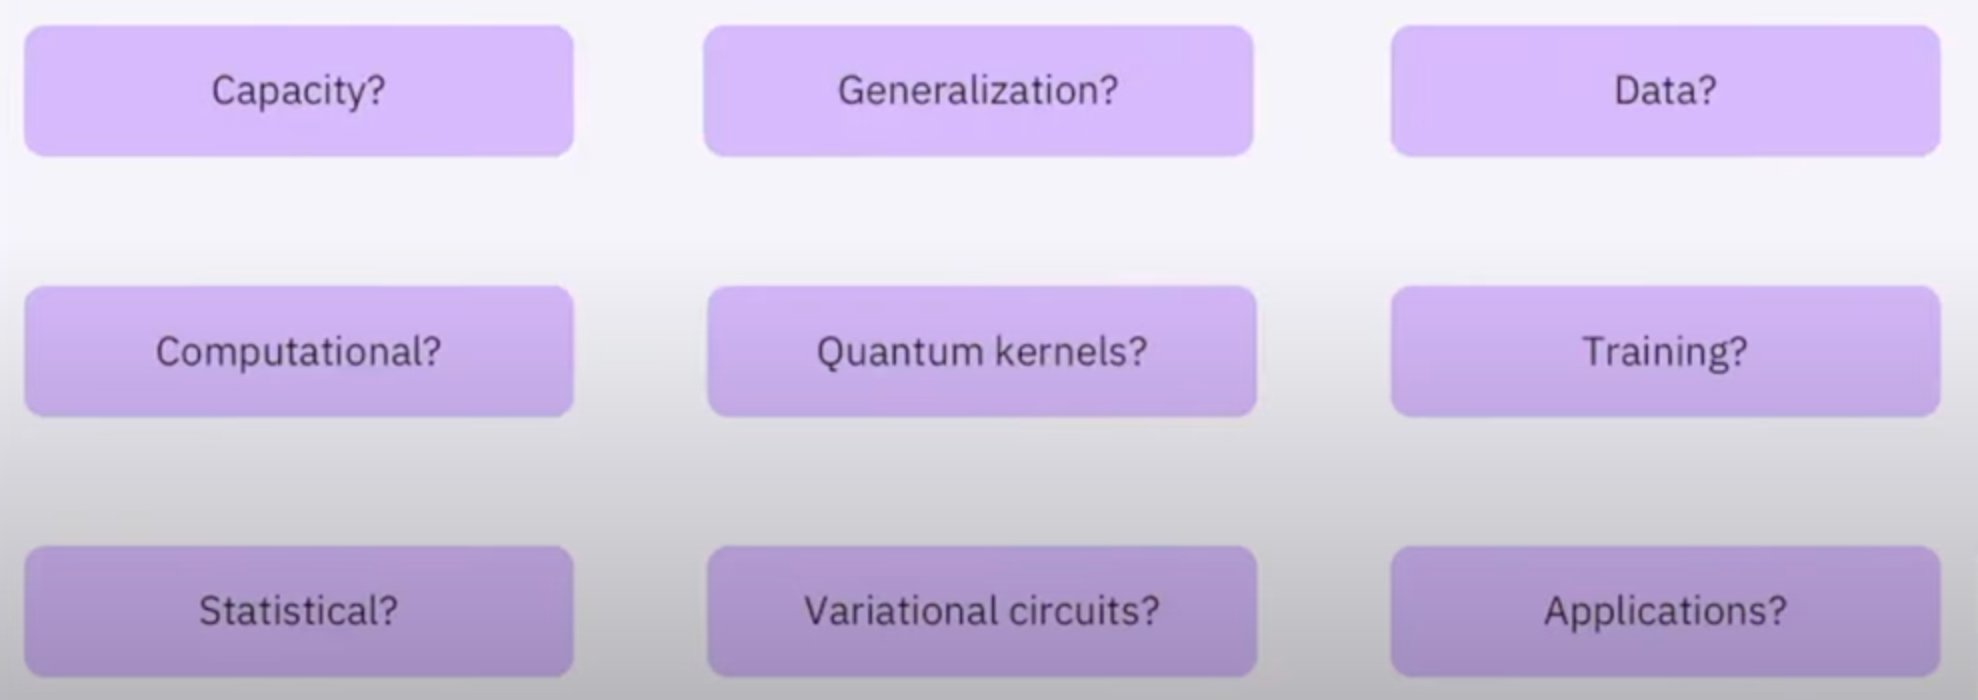 Capacity?
Generalization?
Data?
Computational?
Quantum kernels?
Training?
Statistical?
Variational circuits?
Applications?